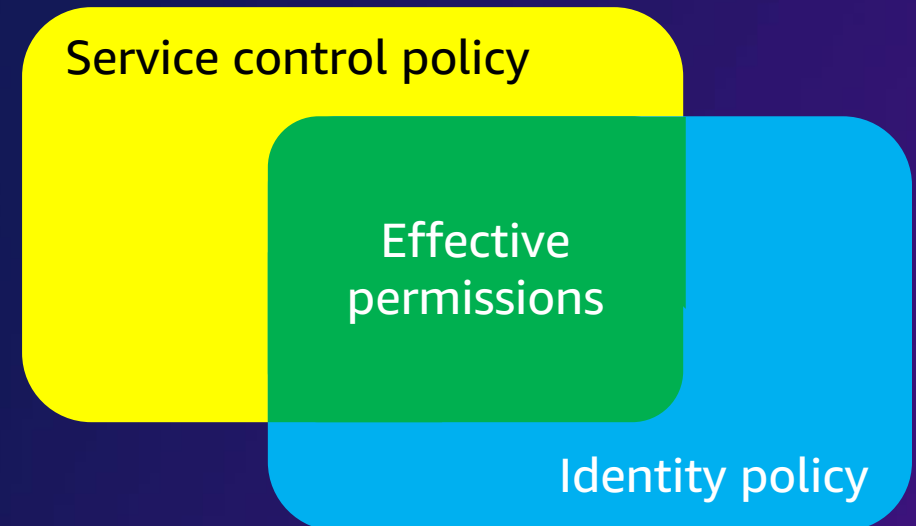 Service control policy
Effective
permissions
Identity policy